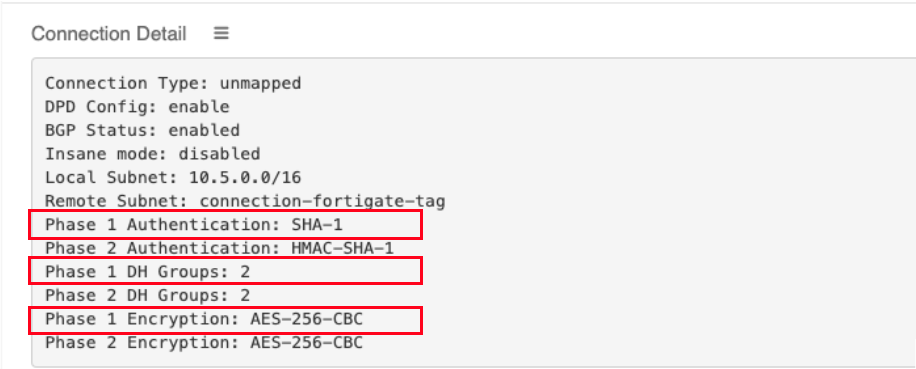 Connection Detail
Connection Type: unmapped
DPD Config: enable
BGP Status: enabled
Insane mode: disabled
Local Subnet: 10.5.0.0/16
Remote Subnet: connection-fortigate-tag
Phase 1 Authentication: SHA-1
Phase 2 Authentication: HMAC-SHA-1
Phase 1 DH Groups: 2
Phase 2 DH Groups: 2
Phase 1 Encryption: AES-256-CBC
Phase 2 Encryption: AES-256-CBC